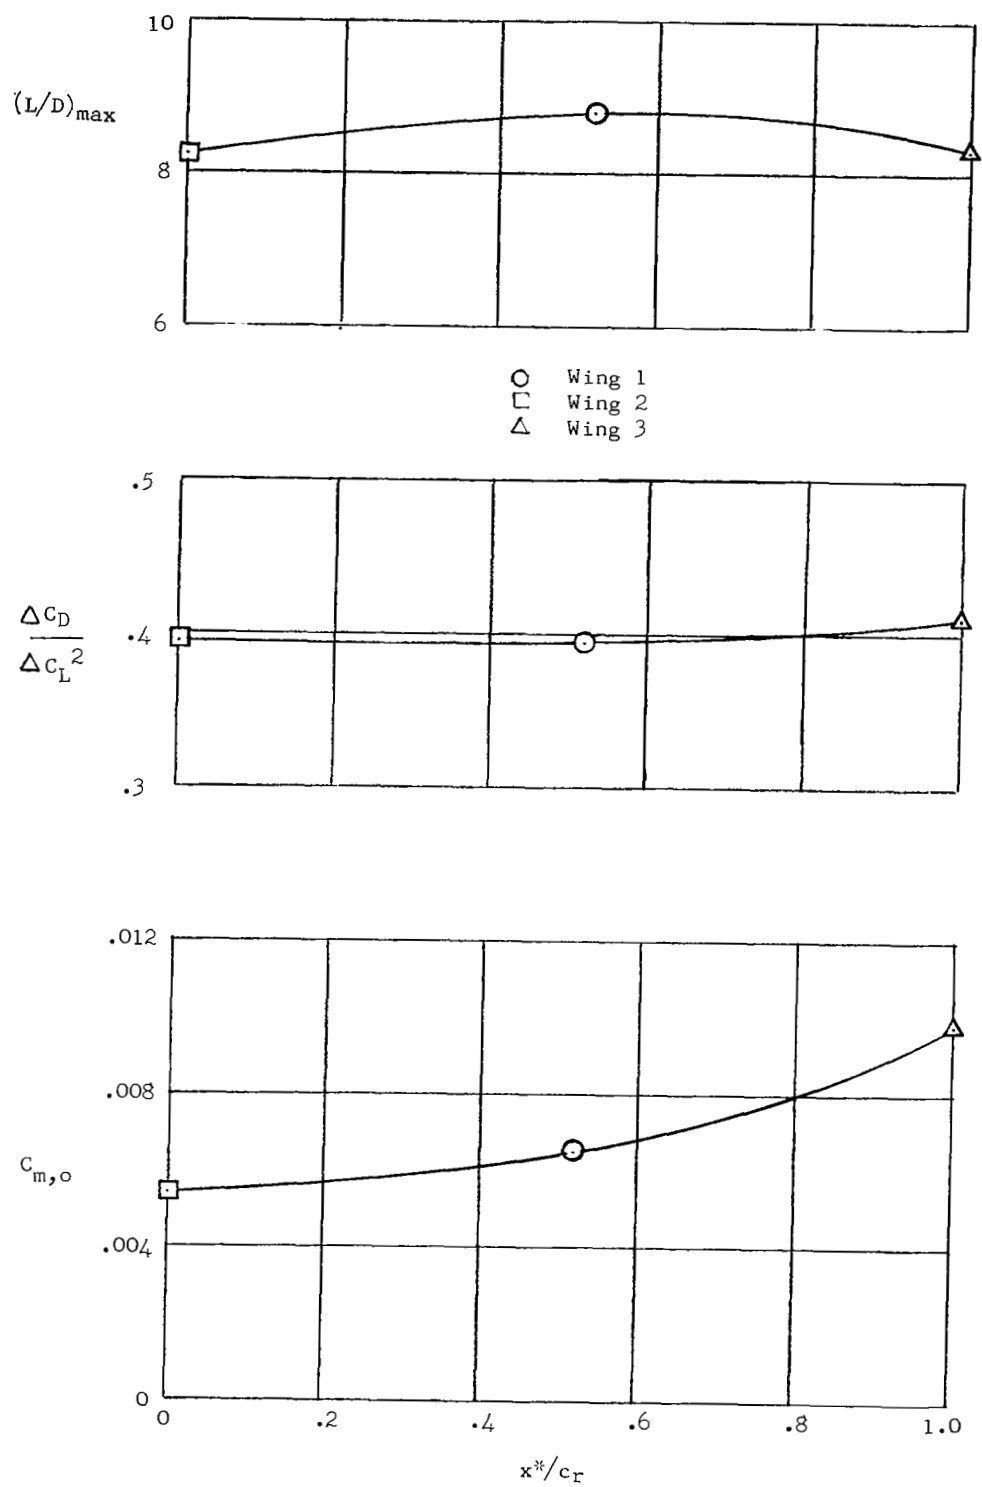 10
(L/D)max
8
6
Wing 1
Wing 2
Wing 3
.5
ΔCD
.4
ΔCL2
.3
.012
.008
Cm,o
.004
0
0 .2 .4 .6 .8 1.0
x*/cr